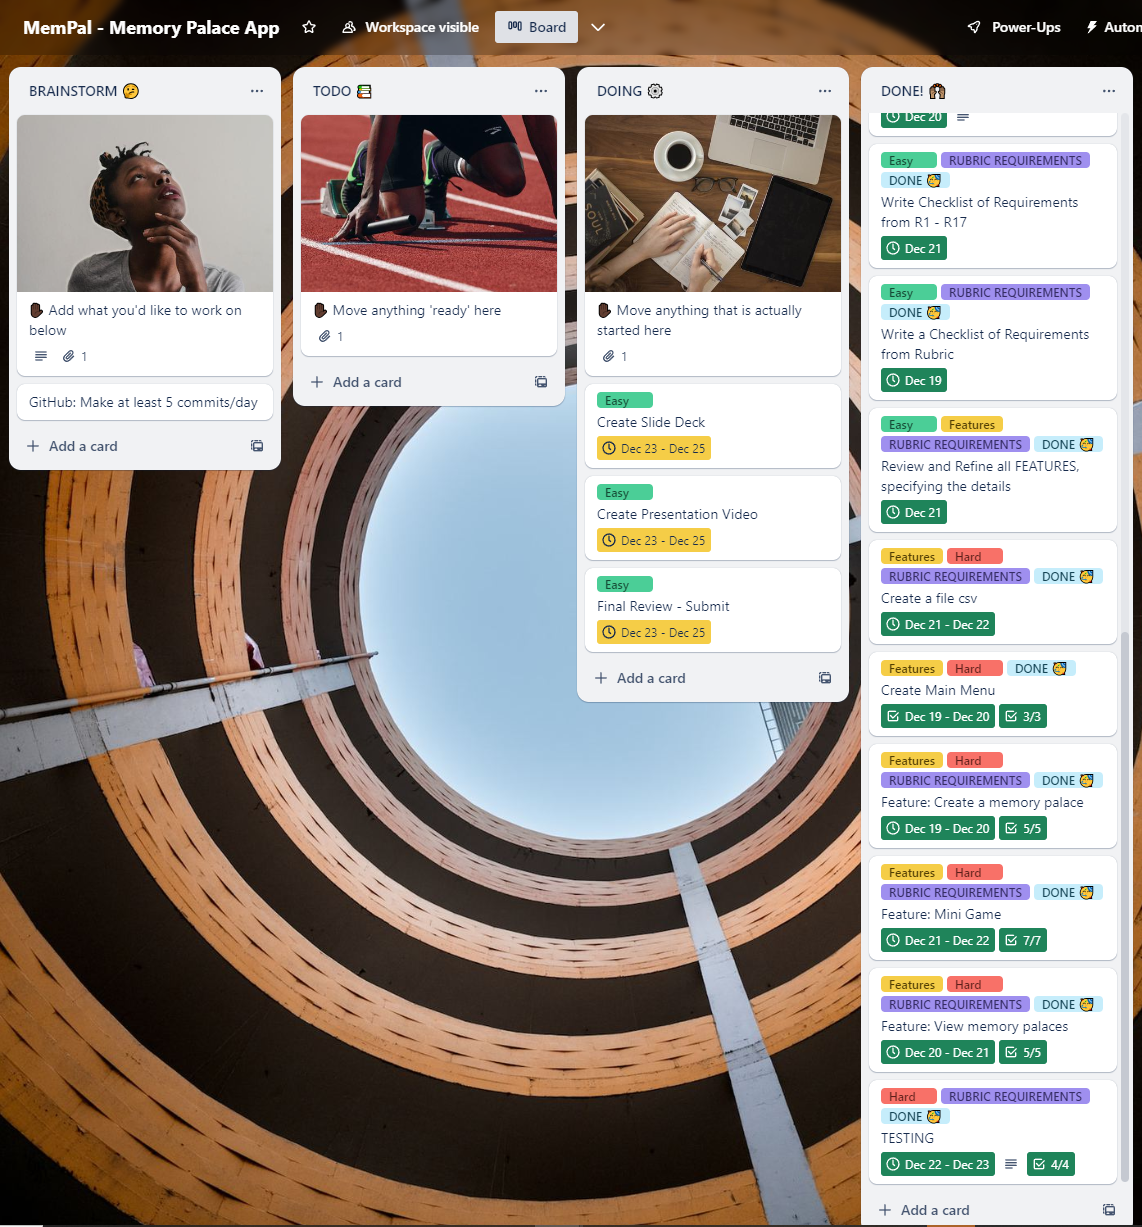 MemPal - Memory Palace App
Workspace visible
Board
Power-Ups
BRAINSTORM 🤔
Add what you'd like to work on
below
1
GitHub: Make at least 5 commits/day
Add a card
TODO 📚
Move anything 'ready' here
1
Add a card
DOING
SOUL
Move anything that is actually
started here
1
Easy
Create Slide Deck
Dec 23 - Dec 25
Easy
Create Presentation Video
Dec 23 - Dec 25
Easy
Final Review - Submit
Dec 23 - Dec 25
Add a card
DONE!
Dec 20
Easy RUBRIC REQUIREMENTS
DONE
Write Checklist of Requirements
from R1 - R17
Dec 21
Easy RUBRIC REQUIREMENTS
DONE
Write a Checklist of Requirements
from Rubric
Dec 19
Easy Features
RUBRIC REQUIREMENTS DONE
Review and Refine all FEATURES,
specifying the details
Dec 21
Features Hard
RUBRIC REQUIREMENTS DONE
Create a file csv
Dec 21 - Dec 22
Features Hard DONE
Create Main Menu
Dec 19 - Dec 20 3/3
Features Hard
RUBRIC REQUIREMENTS DONE
Feature: Create a memory palace
Dec 19 - Dec 20 5/5
Features Hard
RUBRIC REQUIREMENTS DONE
Feature: Mini Game
Dec 21 - Dec 22 7/7
Features Hard
RUBRIC REQUIREMENTS DONE
Feature: View memory palaces
Dec 20 - Dec 21 5/5
Hard RUBRIC REQUIREMENTS
DONE
TESTING
Dec 22 - Dec 23 4/4
Add a card